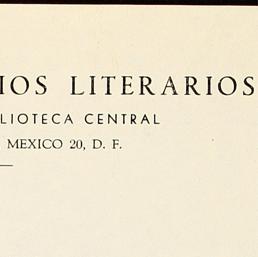 IOS LITERARIOS
LIOTECA CENTRAL
MEXICO 20, D. F.